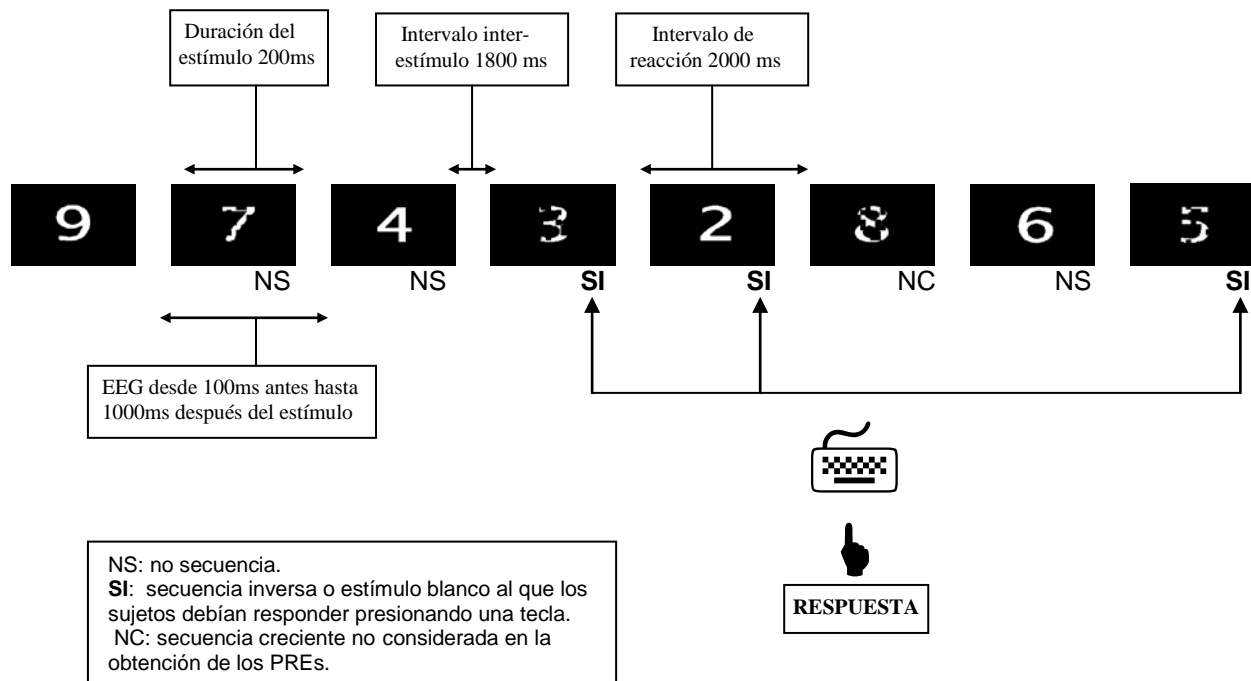 Duración del
estímulo 200ms
Intervalo inter-
estímulo 1800 ms
Intervalo de
reacción 2000 ms
9 7 4 3 2 8 6 5
NS NS SI SI NC NS SI
EEG desde 100ms antes hasta
1000ms después del estímulo
NS: no secuencia.
SI: secuencia inversa o estímulo blanco al que los
sujetos debían responder presionando una tecla.
NC: secuencia creciente no considerada en la
obtención de los PREs.
RESPUESTA